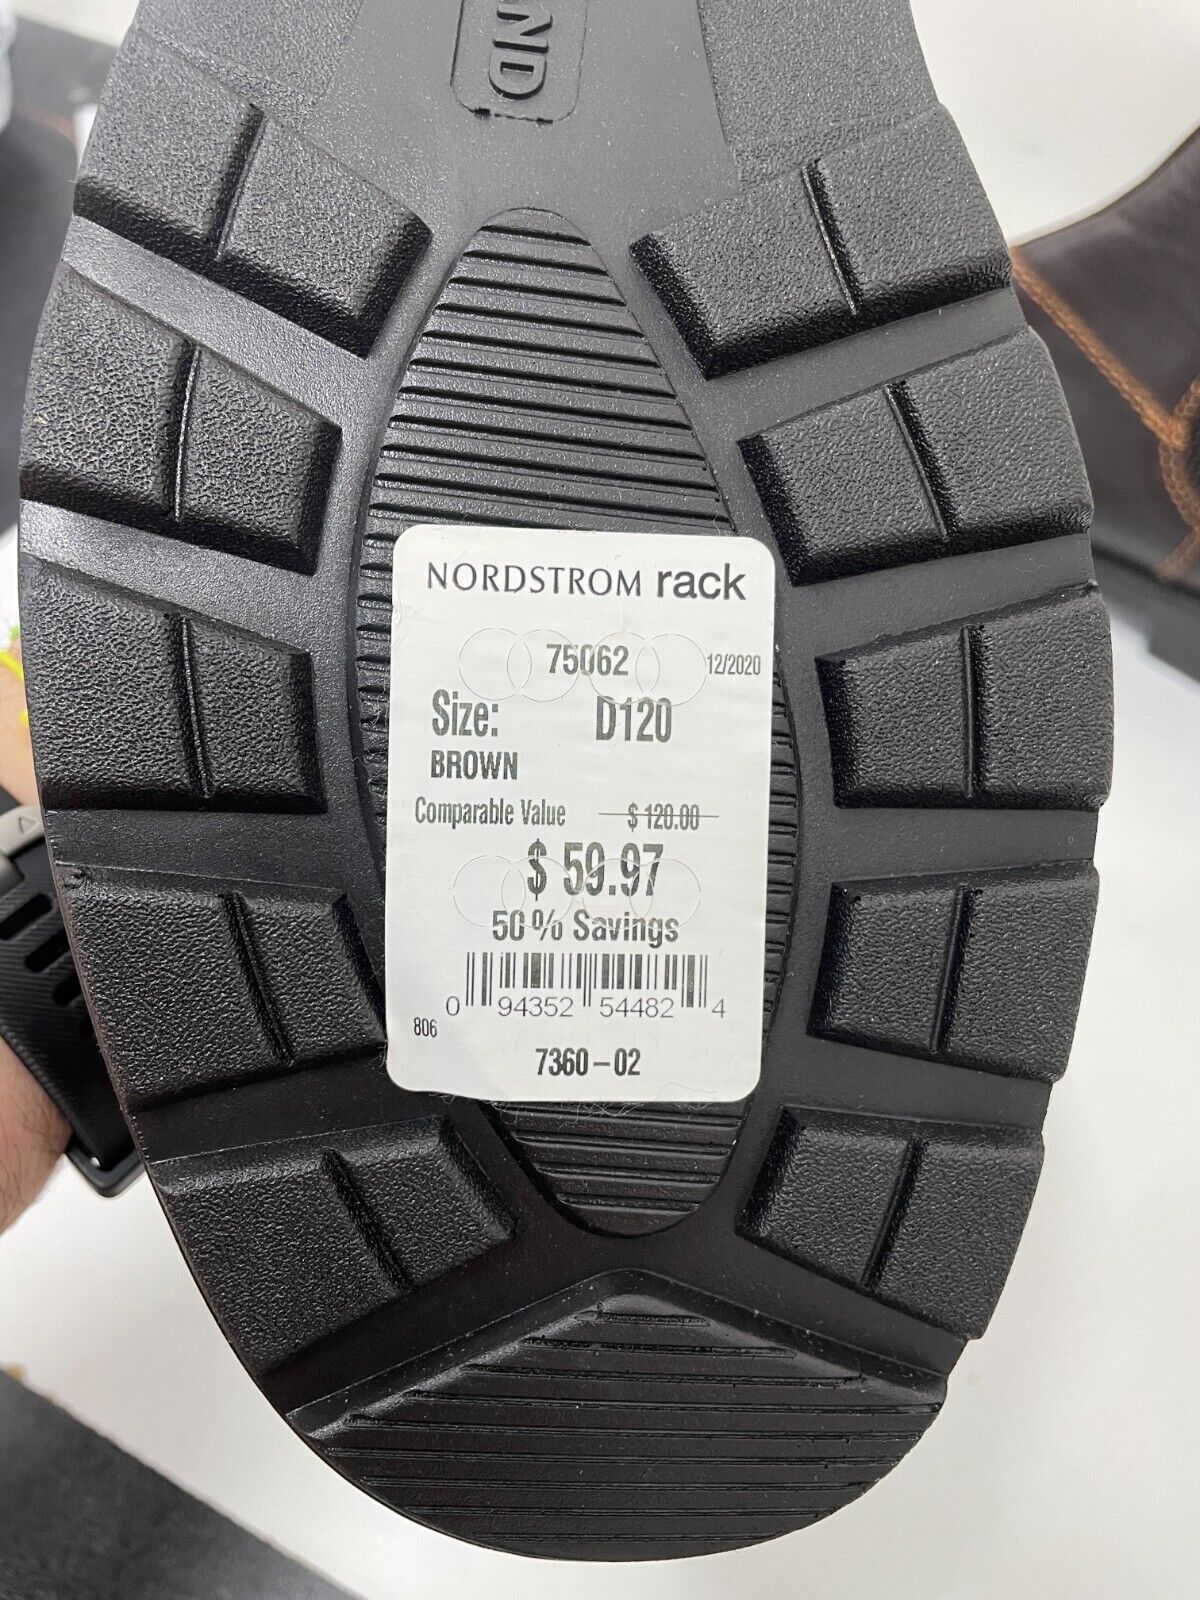 ND
NORDSTROM rack
75062 12/2020
Size: D120
BROWN
Comparable Value $120.00
$59.97
50% Savings
0 94352 54482 4
806
7360-02